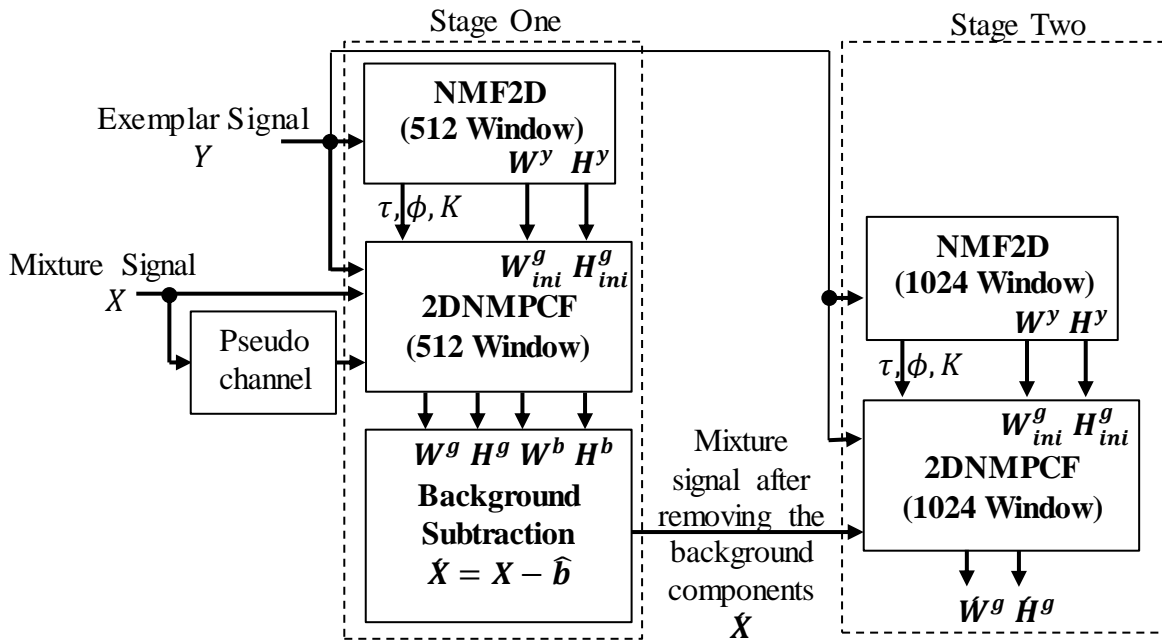 Stage One
Stage Two
NMF2D
(512 Window)
W^y H^y
Exemplar Signal
Y
τ, ϕ, K
Mixture Signal
X
W^g_ini H^g_ini
2DNMPCF
(512 Window)
Pseudo
channel
W^g H^g W^b H^b
Background
Subtraction
X́ = X − b̂
Mixture
signal after
removing the
background
components
X́
NMF2D
(1024 Window)
W^y H^y
τ, ϕ, K
W^g_ini H^g_ini
2DNMPCF
(1024 Window)
Ẃ^g H́^g